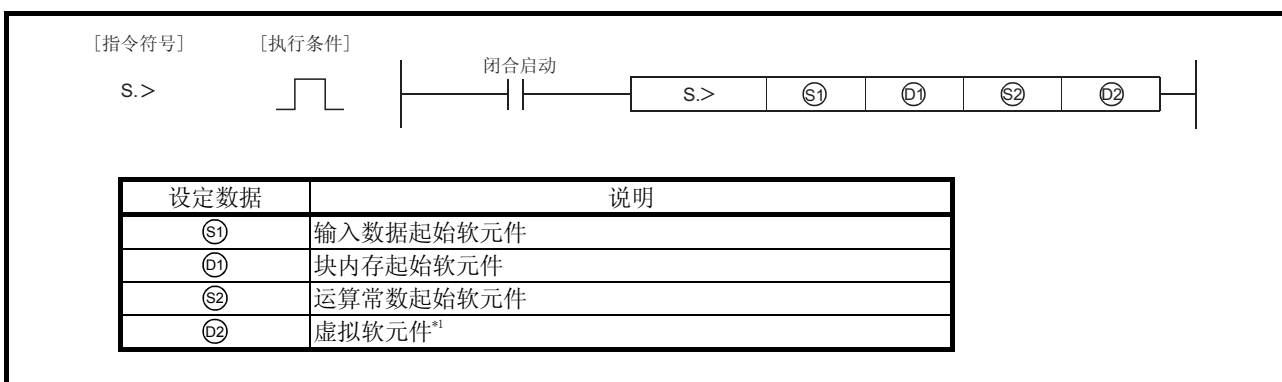 [指令符号] [执行条件]
闭合启动
S.> S.> S1 D1 S2 D2
设定数据 说明
S1 输入数据起始软元件
D1 块内存起始软元件
S2 运算常数起始软元件
D2 虚拟软元件*1